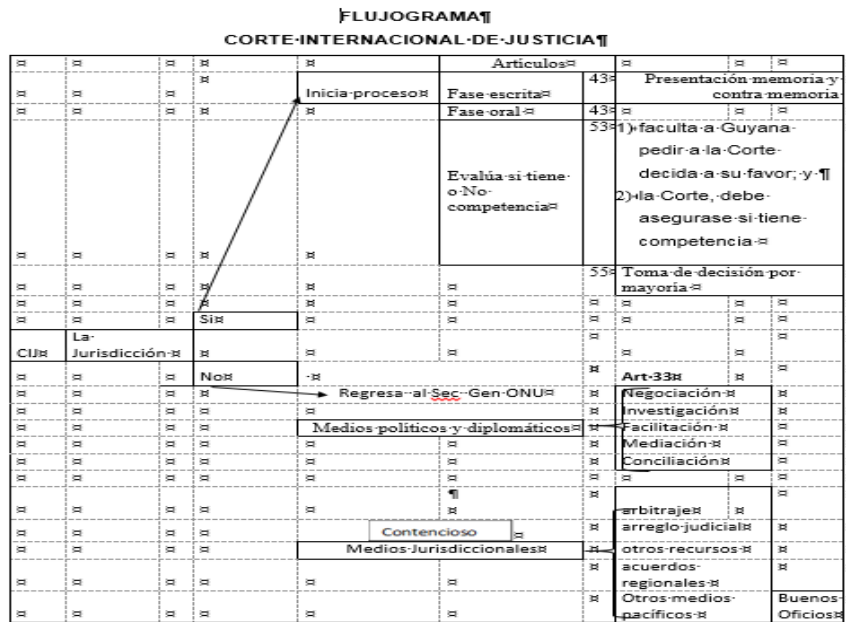 FLUJOGRAMA¶
CORTE·INTERNACIONAL·DE·JUSTICIA¶
Artículos¤
Inicia·proceso¤ Fase·escrita¤ 43¤ Presentación·memoria·y·
contra·memoria
Fase·oral¤ 43¤
Evalúa·si·tiene·
o·No·
competencia¤
53¤
1)·faculta·a·Guyana·
pedir·a·la·Corte·
decida·a·su·favor;·y·¶
2)·la·Corte,·debe·
asegurase·si·tiene·
competencia·¤
55¤ Toma·de·decisión·por·
mayoría·¤
Si¤
CIJ¤ La·
Jurisdicción·¤
No¤ Art·33¤
Regresa··al·Sec··Gen·ONU¤ Negociación·¤
Investigación¤
Medios·políticos·y·diplomáticos¤ Facilitación·¤
Mediación·¤
Conciliación¤
arbitraje¤
Contencioso arreglo·judicial¤
Medios·Jurisdiccionales¤ otros·recursos·¤
acuerdos·
regionales·¤
Otros·medios·
pacíficos·¤
Buenos·
Oficios¤